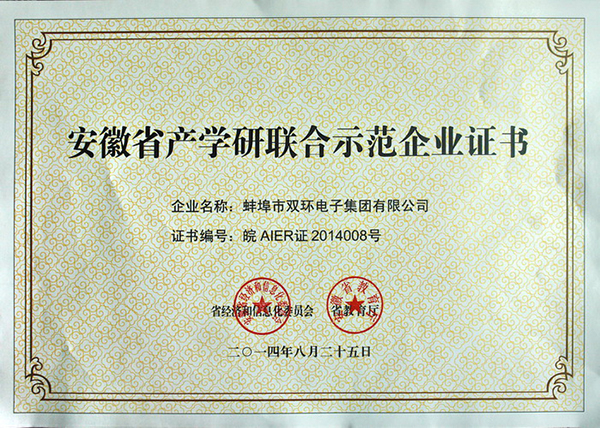 安徽省产学研联合示范企业证书
企业名称：蚌埠市双环电子集团有限公司
证书编号：皖 AIER证 2014008号
省经济和信息化委员会 省教育厅
二〇一四年八月二十五日